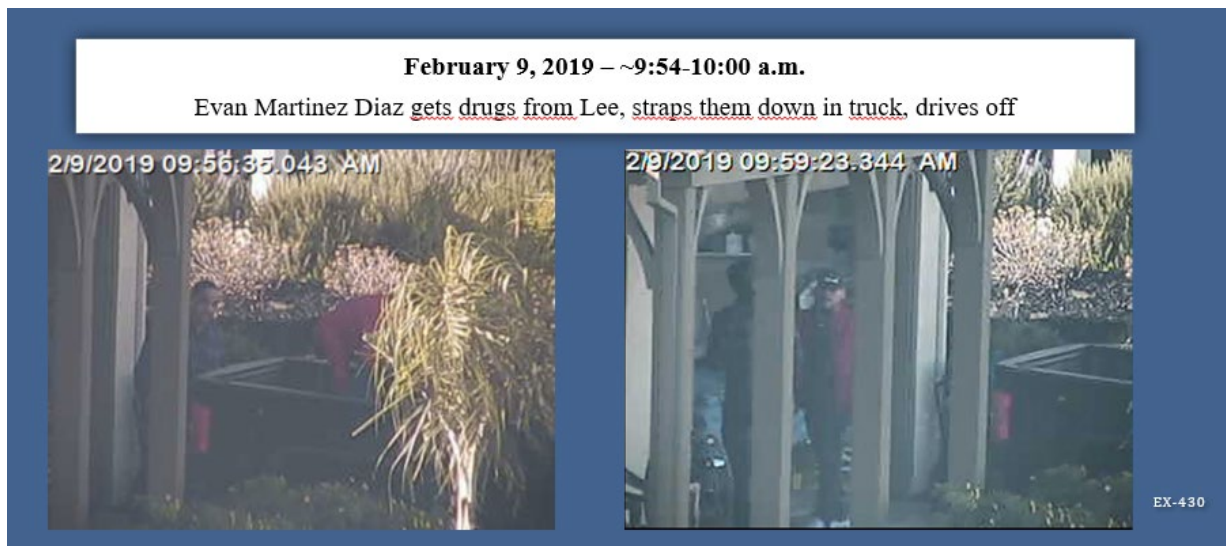 February 9, 2019 – ~9:54-10:00 a.m.
Evan Martinez Diaz gets drugs from Lee, straps them down in truck, drives off
2/9/2019 09:56:35.043 AM
2/9/2019 09:59:23.344 AM
EX-430